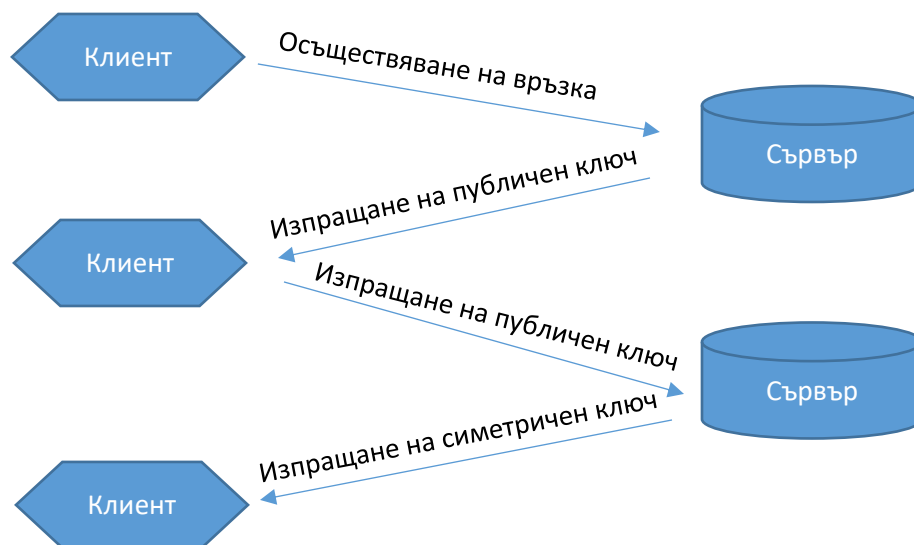 Клиент
Осъществяване на връзка
Сървър
Изпращане на публичен ключ
Клиент
Изпращане на публичен ключ
Сървър
Изпращане на симетричен ключ
Клиент